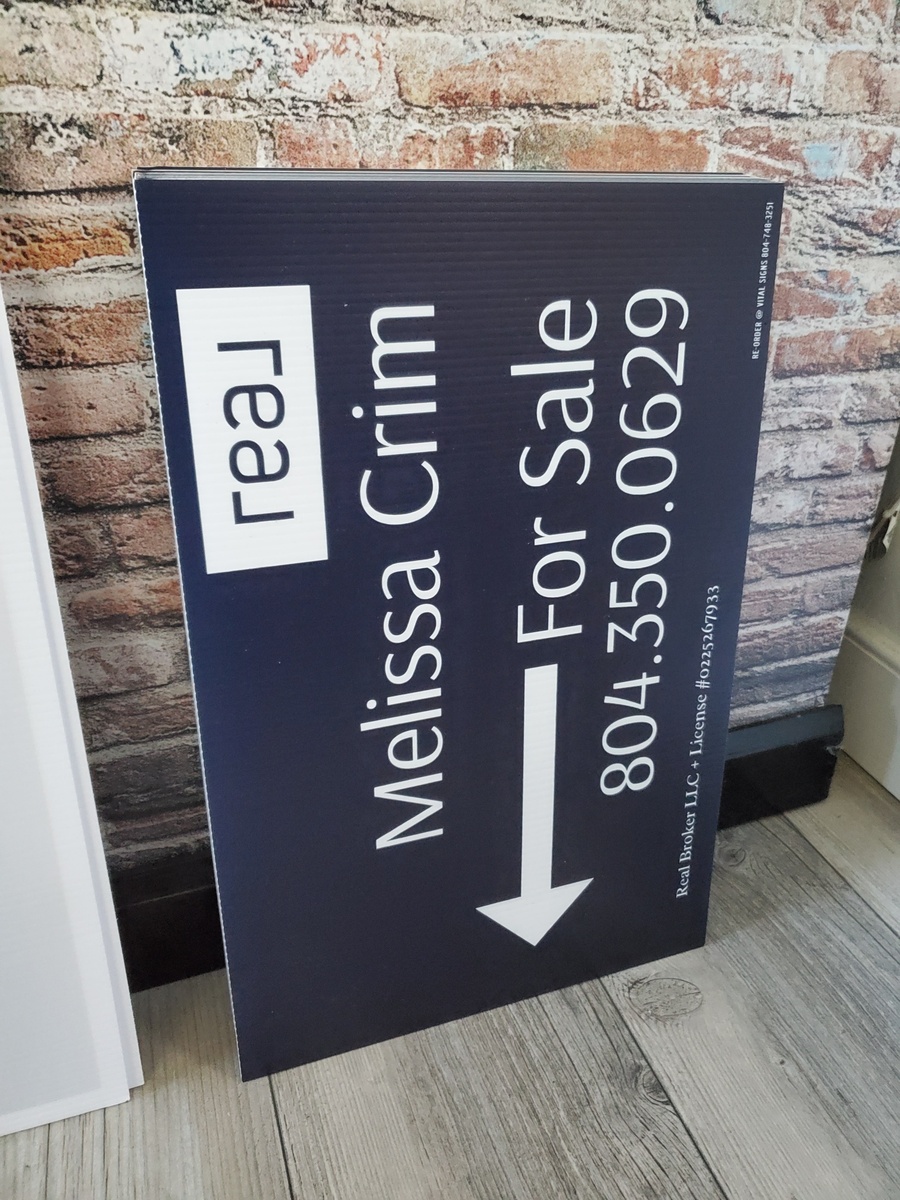 real
Melissa Crim
For Sale
804.350.0629
Real Broker LLC + License #0225267933
RE-ORDER @ VITAL SIGNS 804-748-3251